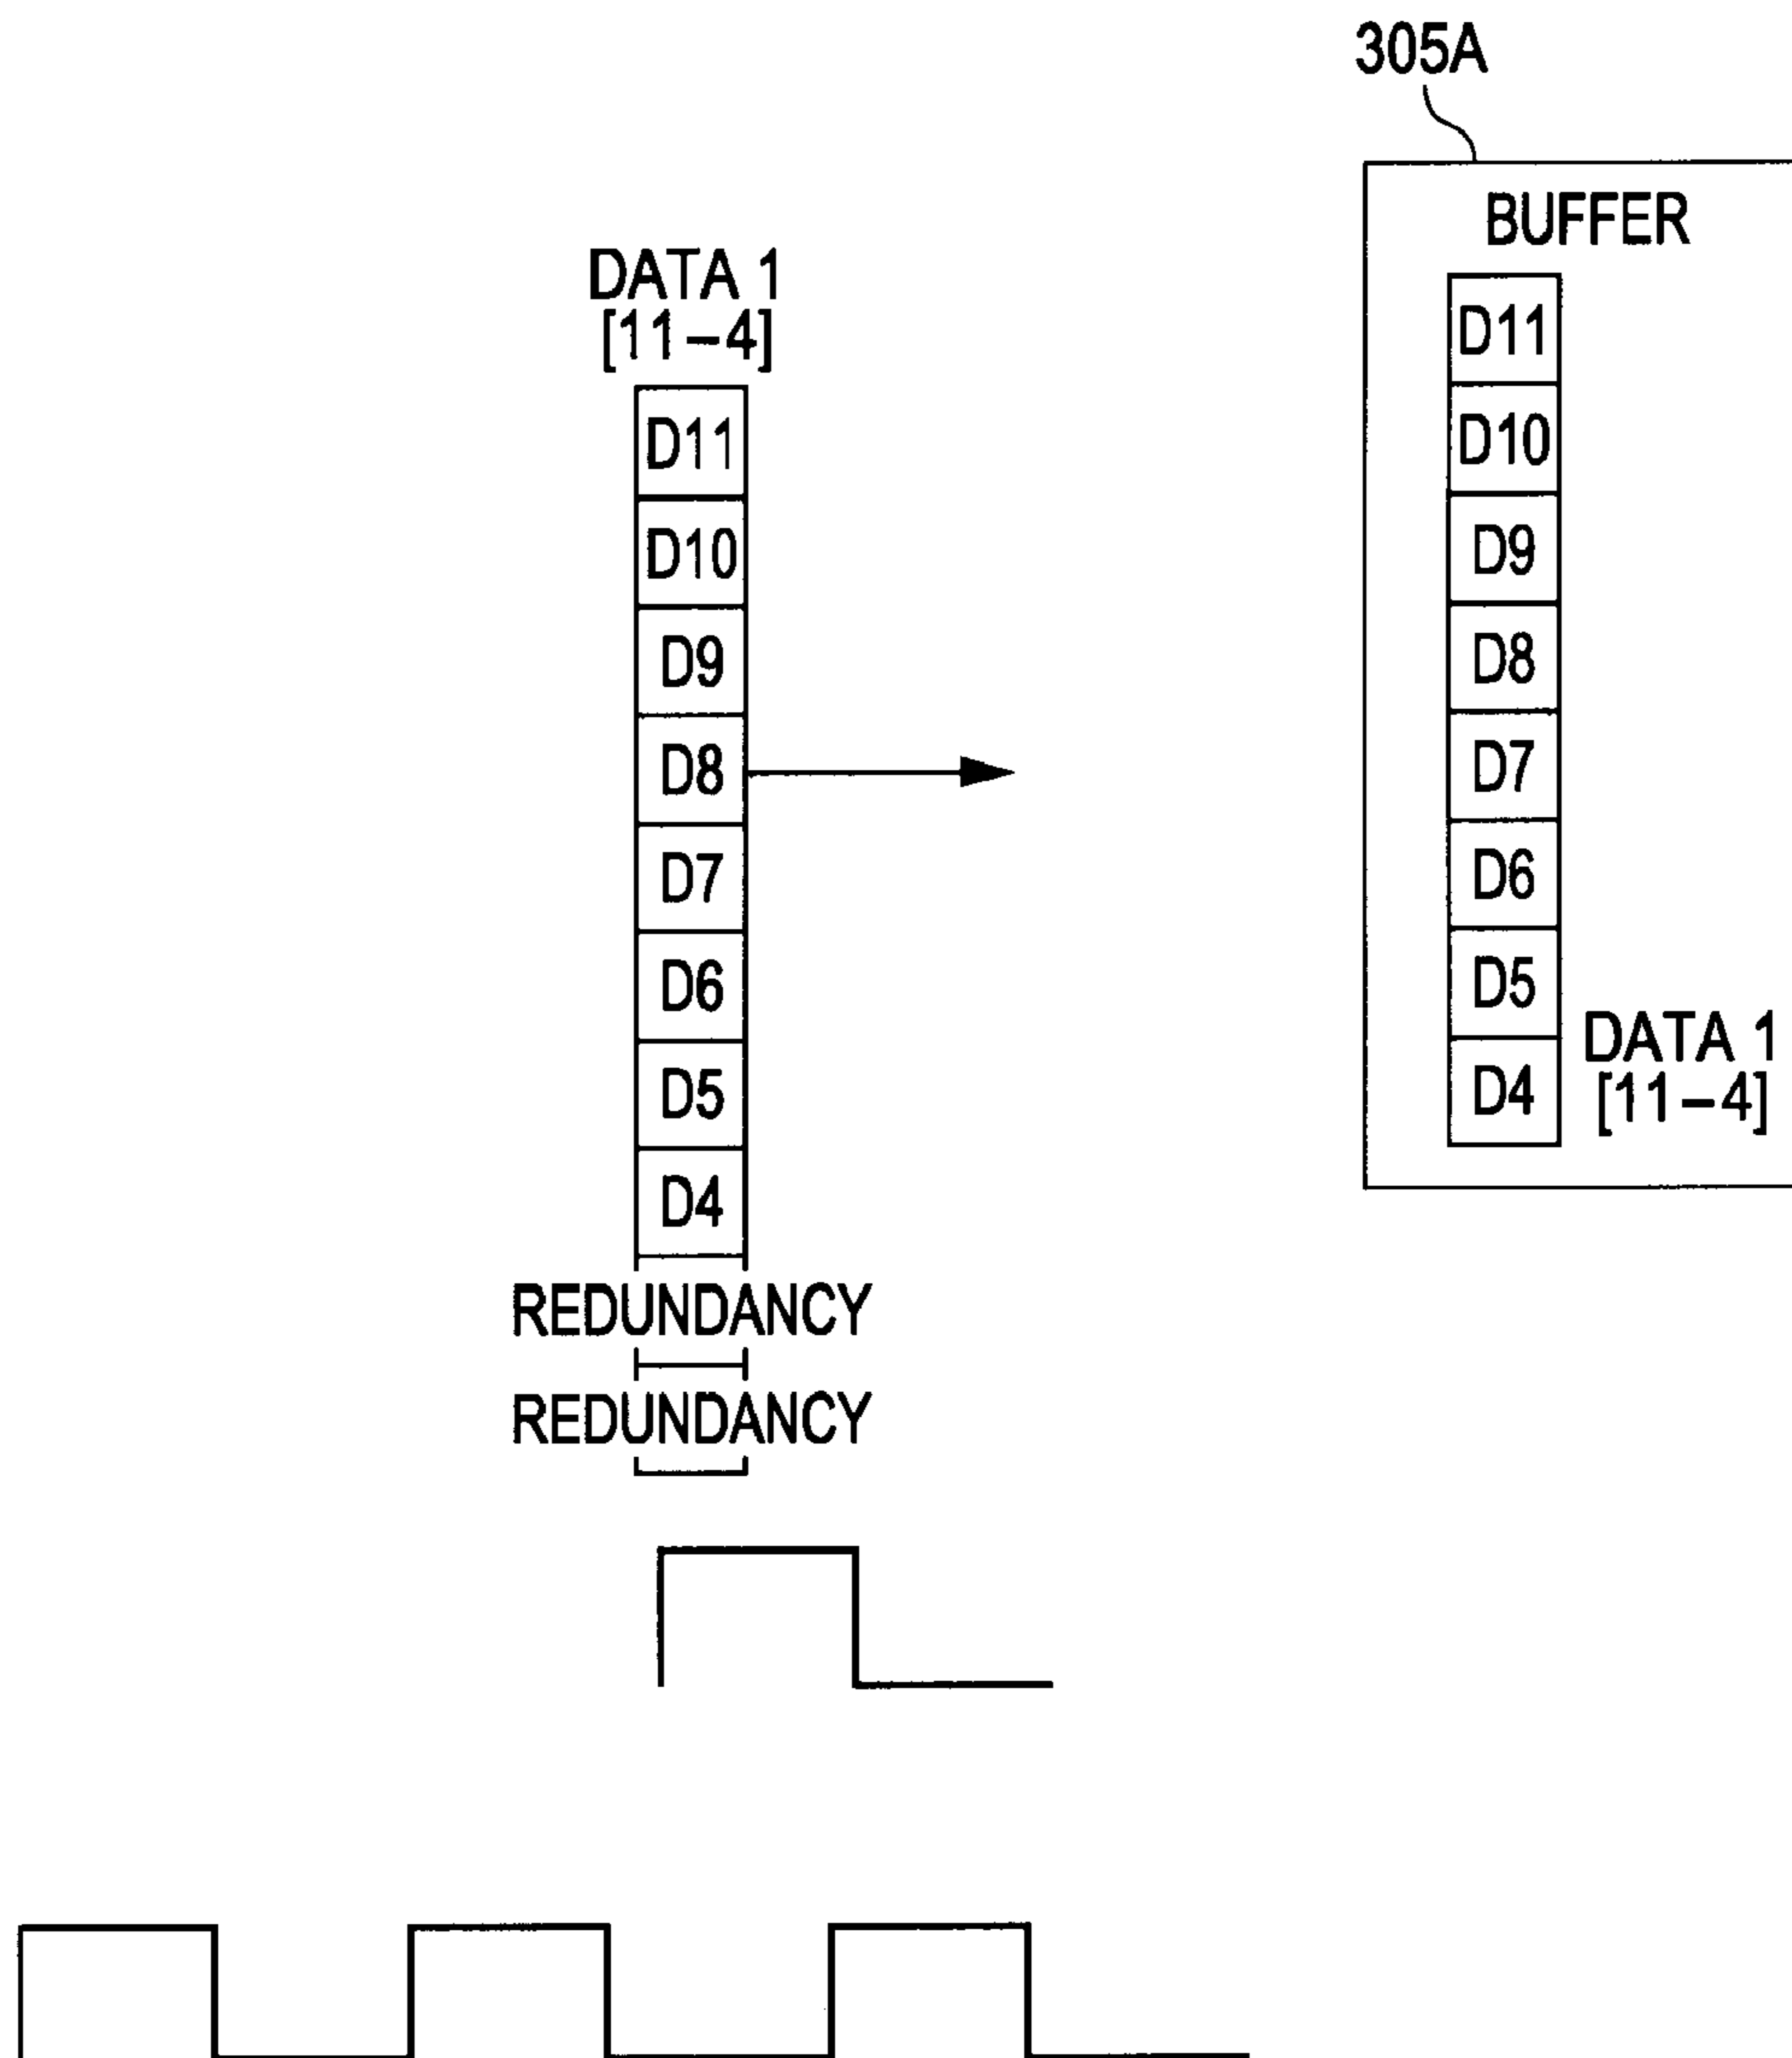 305A
BUFFER
D11
D10
D9
D8
D7
D6
D5
D4
DATA 1
[11–4]
DATA 1
[11–4]
D11
D10
D9
D8
D7
D6
D5
D4
REDUNDANCY
REDUNDANCY